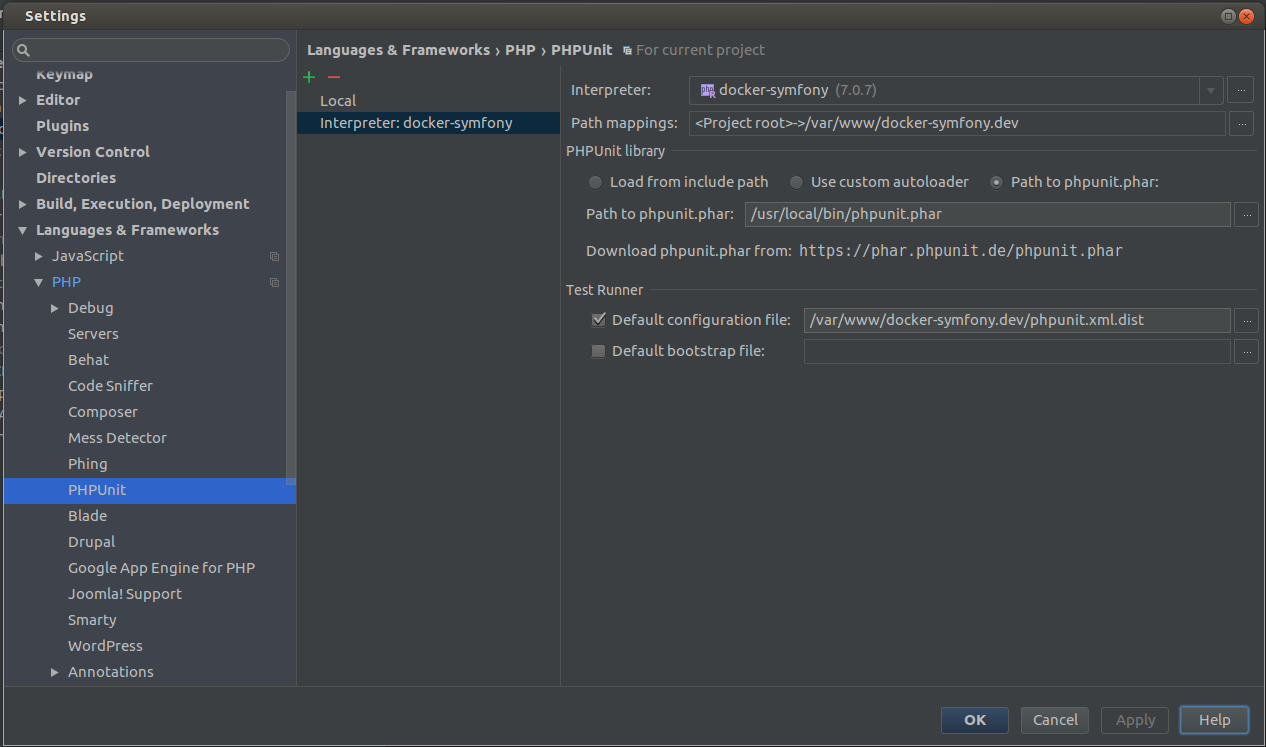 Settings
Languages & Frameworks › PHP › PHPUnit For current project
Keymap
Editor
Plugins
Version Control
Directories
Build, Execution, Deployment
Languages & Frameworks
JavaScript
PHP
Debug
Servers
Behat
Code Sniffer
Composer
Mess Detector
Phing
PHPUnit
Blade
Drupal
Google App Engine for PHP
Joomla! Support
Smarty
WordPress
Annotations
Local
Interpreter: docker-symfony
Interpreter: docker-symfony (7.0.7) ...
Path mappings: <Project root>->/var/www/docker-symfony.dev ...
PHPUnit library
Load from include path Use custom autoloader Path to phpunit.phar:
Path to phpunit.phar: /usr/local/bin/phpunit.phar ...
Download phpunit.phar from: https://phar.phpunit.de/phpunit.phar
Test Runner
Default configuration file: /var/www/docker-symfony.dev/phpunit.xml.dist ...
Default bootstrap file: ...
OK Cancel Apply Help